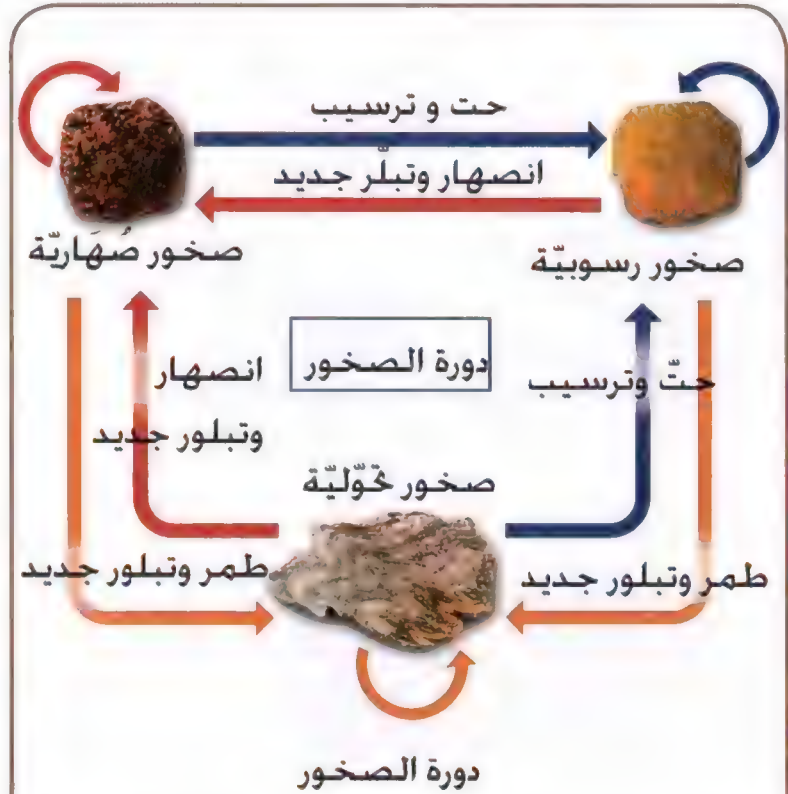 حت و ترسيب
انصهار وتبلّر جديد
صخور رسوبيّة
صخور صُهَاريّة
دورة الصخور
حتّ وترسيب
انصهار
وتبلور جديد
صخور تحّوّليّة
طمر وتبلور جديد
طمر وتبلور جديد
دورة الصخور